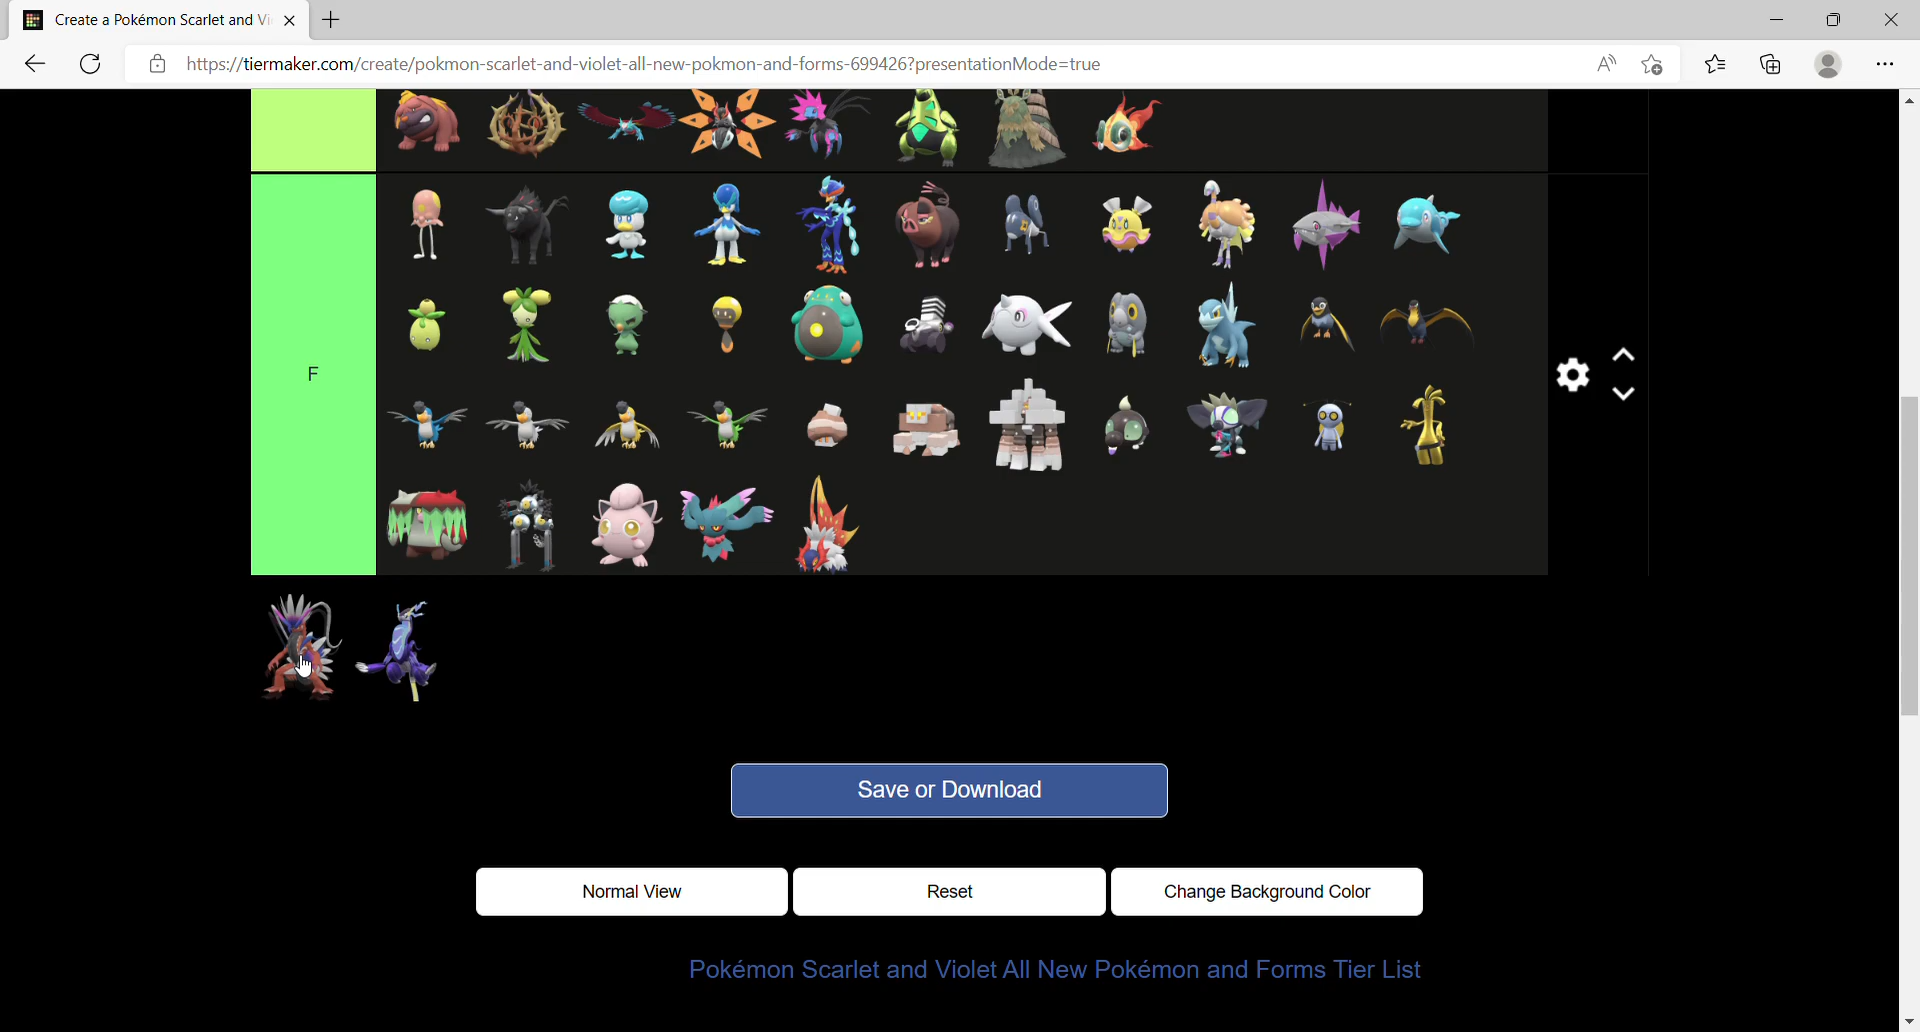 Create a Pokémon Scarlet and Vi
https://tiermaker.com/create/pokmon-scarlet-and-violet-all-new-pokmon-and-forms-699426?presentationMode=true
F
Save or Download
Normal View
Reset
Change Background Color
Pokémon Scarlet and Violet All New Pokémon and Forms Tier List